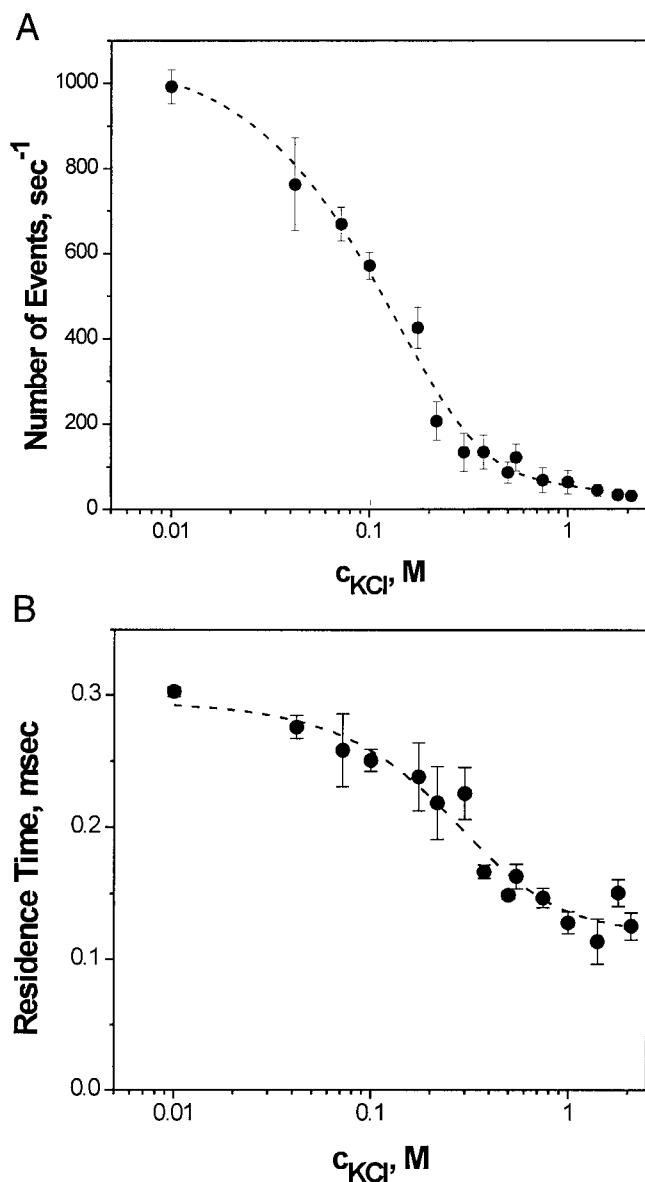 A
Number of Events, sec⁻¹
1000
800
600
400
200
0
0.01
0.1
1
cKCl, M
B
Residence Time, msec
0.3
0.2
0.1
0.0
0.01
0.1
1
cKCl, M